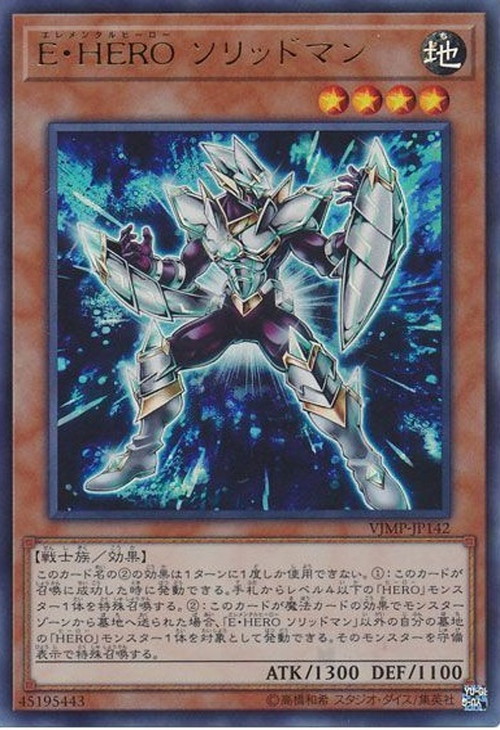 エレメンタルヒーロー
E・HERO ソリッドマン
地
VJMP-JP142
【戦士族／効果】
このカード名の②の効果は１ターンに１度しか使用できない。①：このカードが
召喚に成功した時に発動できる。手札からレベル４以下の「HERO」モンス
ター１体を特殊召喚する。②：このカードが魔法カードの効果でモンスター
ゾーンから墓地へ送られた場合、「E・HERO ソリッドマン」以外の自分の墓地
の「HERO」モンスター１体を対象として発動できる。そのモンスターを守備
表示で特殊召喚する。
ATK/1300 DEF/1100
45195443
©高橋和希 スタジオ・ダイス/集英社